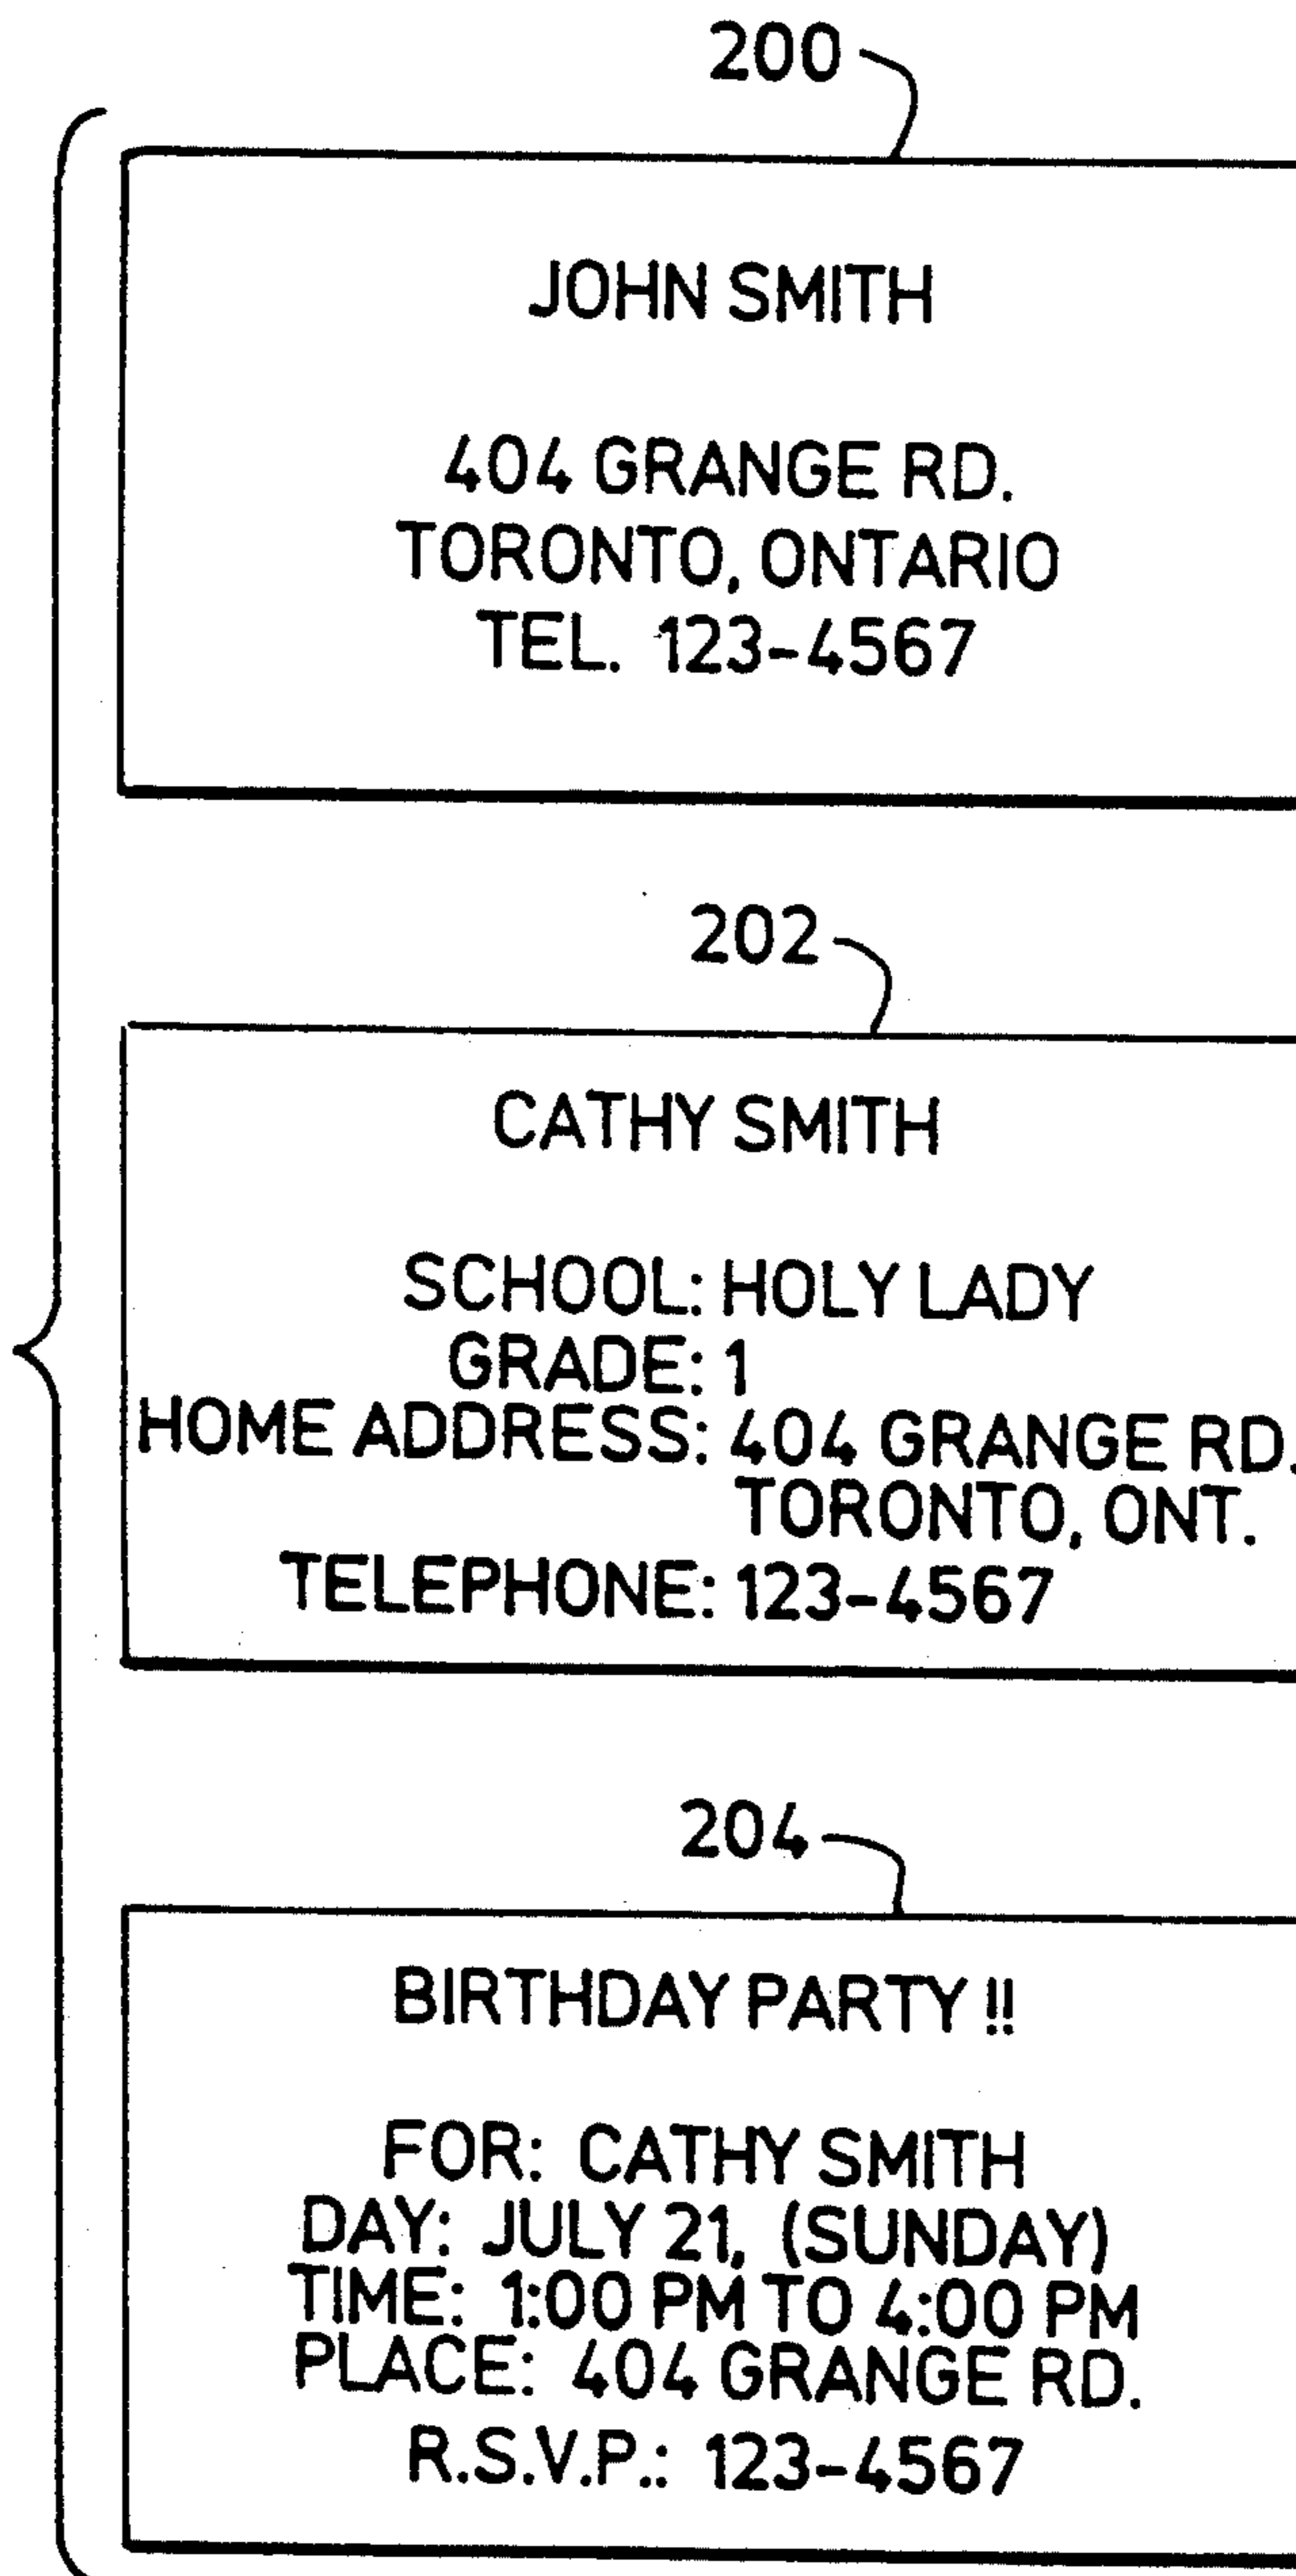 200
JOHN SMITH
404 GRANGE RD.
TORONTO, ONTARIO
TEL. 123-4567
202
CATHY SMITH
SCHOOL: HOLY LADY
GRADE: 1
HOME ADDRESS: 404 GRANGE RD.
TORONTO, ONT.
TELEPHONE: 123-4567
204
BIRTHDAY PARTY !!
FOR: CATHY SMITH
DAY: JULY 21, (SUNDAY)
TIME: 1:00 PM TO 4:00 PM
PLACE: 404 GRANGE RD.
R.S.V.P.: 123-4567